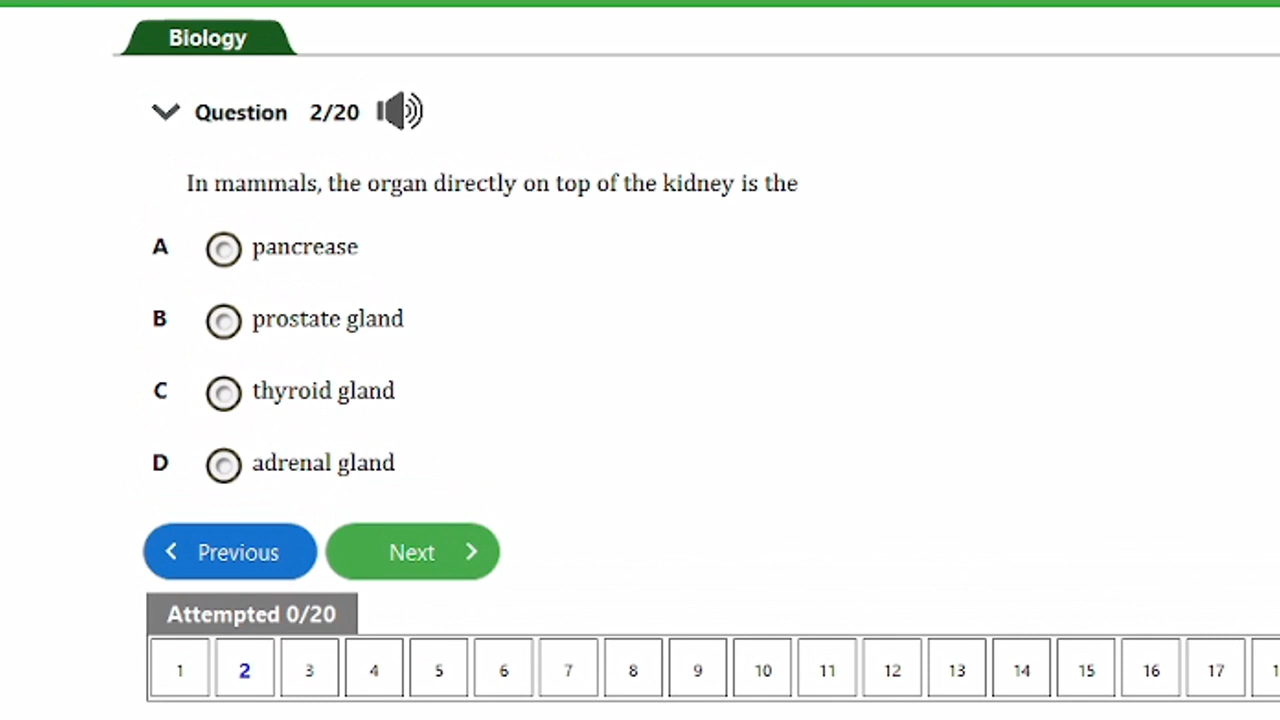 Biology
Question 2/20
In mammals, the organ directly on top of the kidney is the
A pancrease
B prostate gland
C thyroid gland
D adrenal gland
Previous Next
Attempted 0/20
1 2 3 4 5 6 7 8 9 10 11 12 13 14 15 16 17